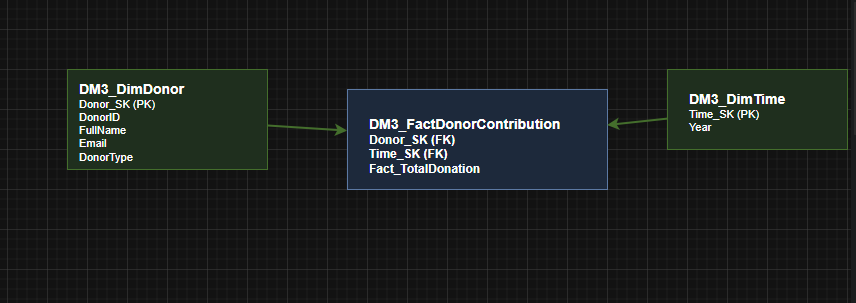 DM3_DimDonor
Donor_SK (PK)
DonorID
FullName
Email
DonorType
DM3_FactDonorContribution
Donor_SK (FK)
Time_SK (FK)
Fact_TotalDonation
DM3_DimTime
Time_SK (PK)
Year